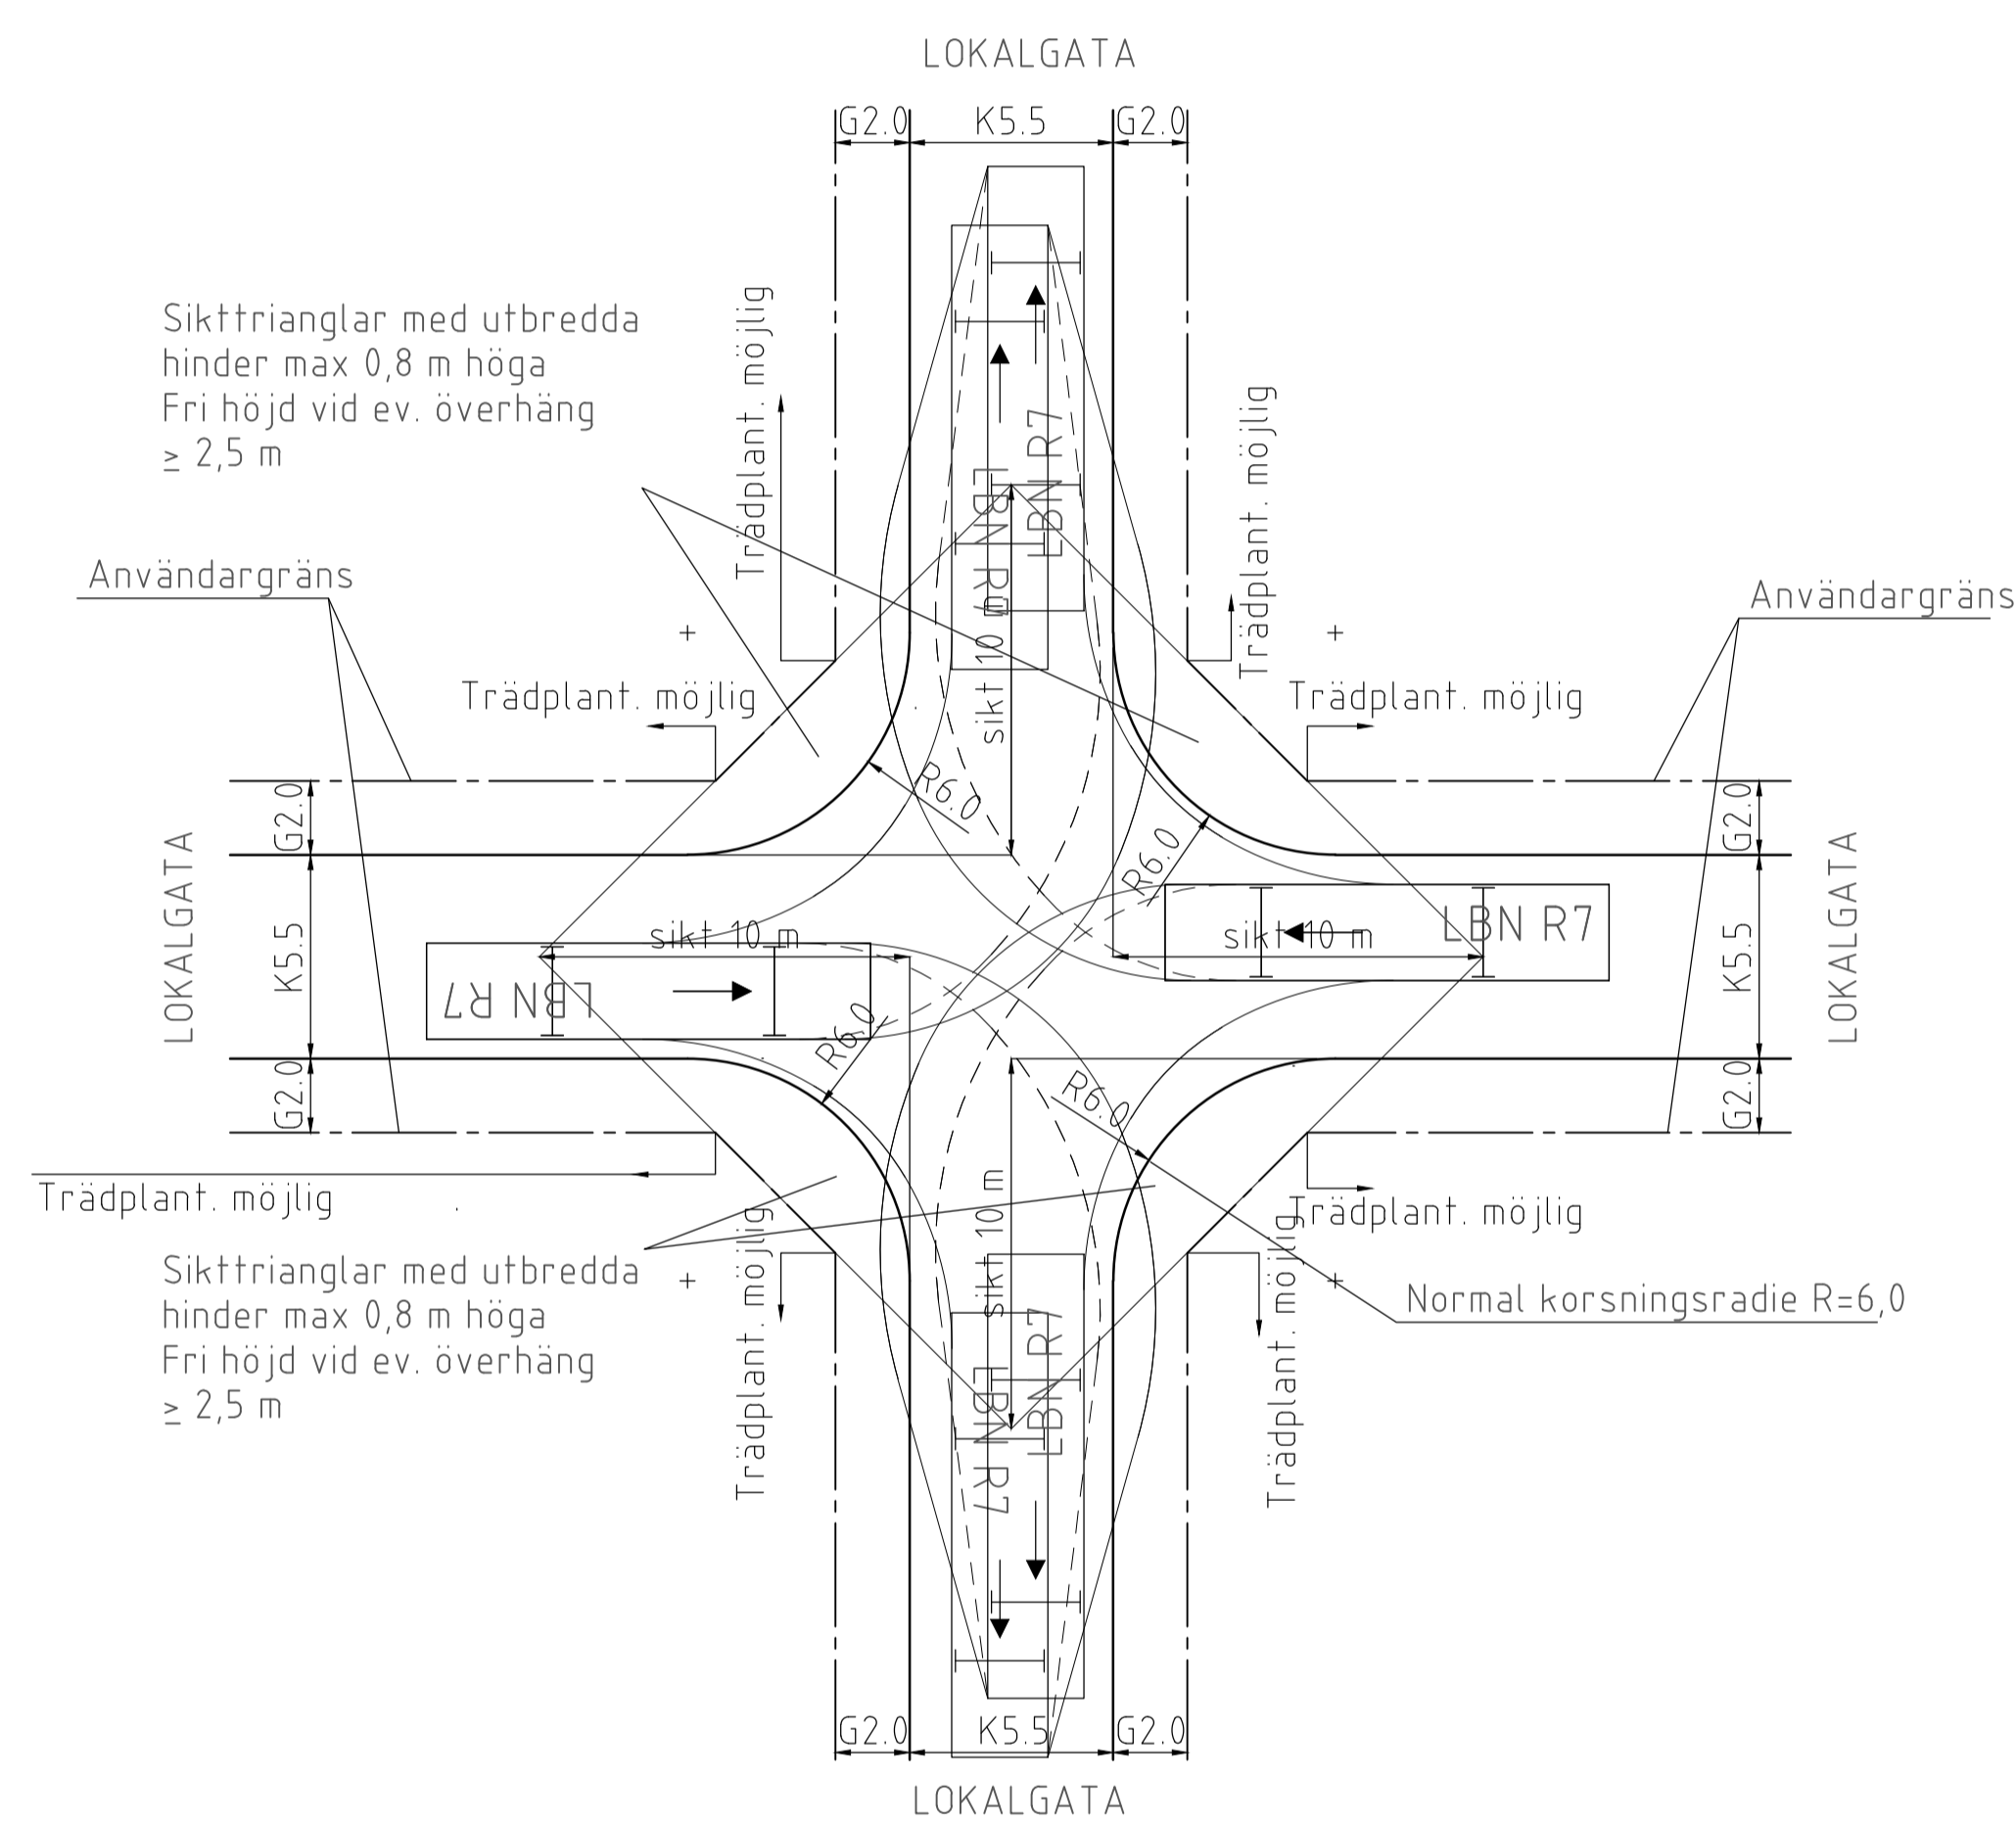 LOKALGATA
G2.0
K5.5
G2.0
Sikttrianglar med utbredda
hinder max 0,8 m höga
Fri höjd vid ev. överhäng
≥ 2,5 m
Trädplant. möjlig
LBN R7
LBN R7
Trädplant. möjlig
Användargräns
Användargräns
sikt 10 m
Trädplant. möjlig
Trädplant. möjlig
R6.0
R6.0
G2.0
G2.0
LOKALGATA
K5.5
sikt 10 m
sikt 10 m
LBN R7
K5.5
LOKALGATA
LBN R7
R6.0
R6.0
G2.0
G2.0
Trädplant. möjlig
.
Trädplant. möjlig
sikt 10 m
Trädplant. möjlig
Trädplant. möjlig
Sikttrianglar med utbredda
hinder max 0,8 m höga
Fri höjd vid ev. överhäng
≥ 2,5 m
Normal korsningsradie R=6,0
LBN R7
LBN R7
G2.0
K5.5
G2.0
LOKALGATA